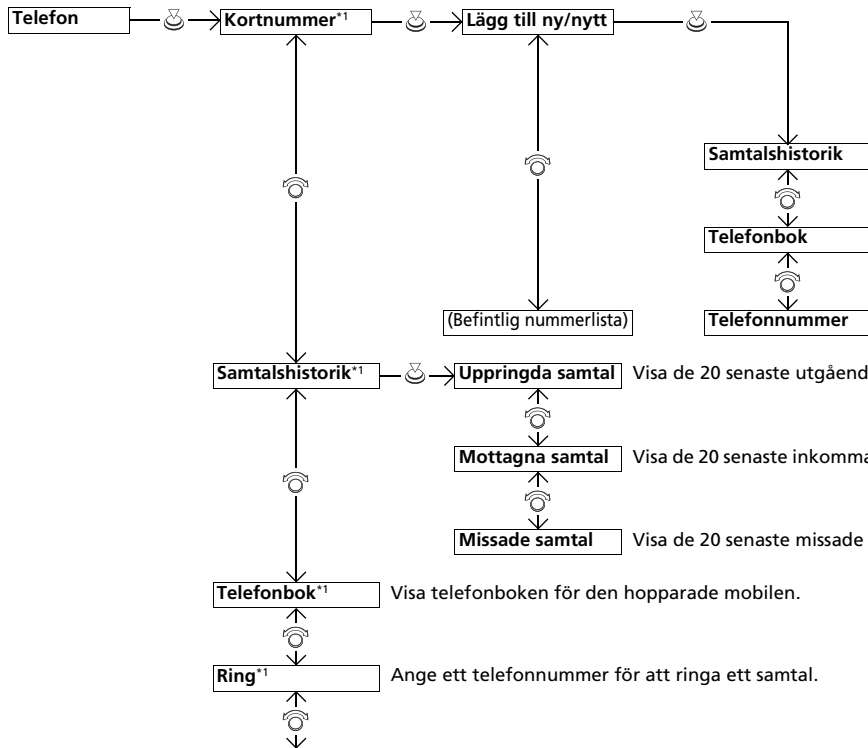 Telefon
Kortnummer*1
Lägg till ny/nytt
Samtalshistorik
Telefonbok
(Befintlig nummerlista)
Telefonnummer
Samtalshistorik*1
Uppringda samtal
Visa de 20 senaste
Mottagna samtal
Visa de 20 senaste
Missade samtal
Visa de 20 senaste missade
Telefonbok*1
Visa telefonboken för den hopparade mobilen.
Ring*1
Ange ett telefonnummer för att ringa ett samtal.